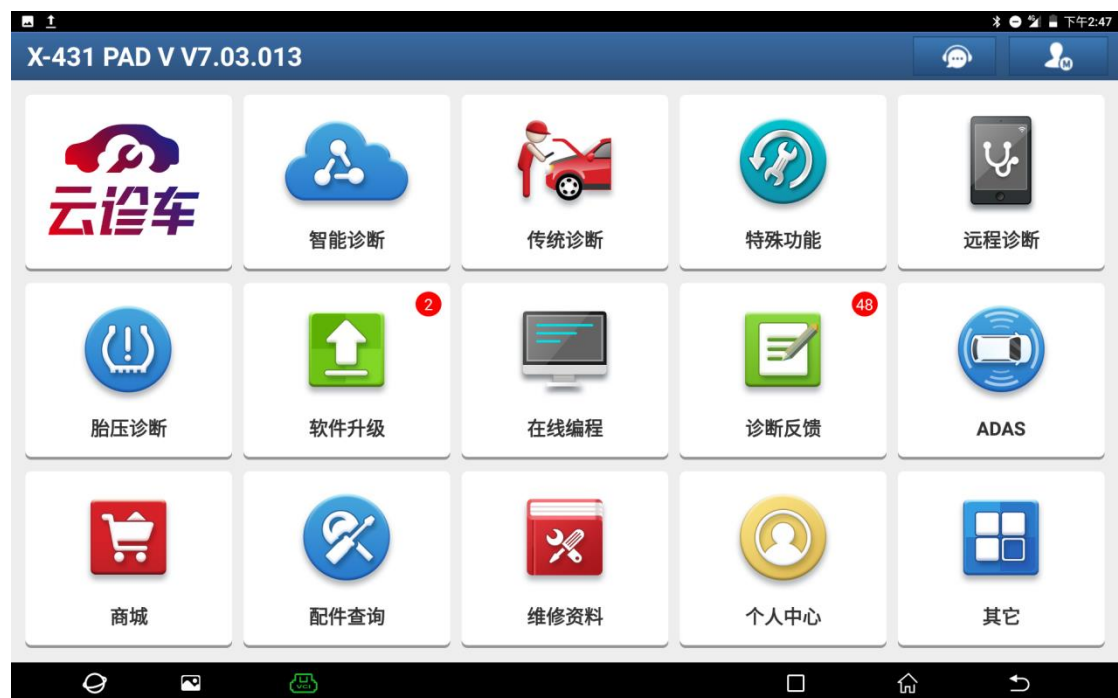 4G 下午2:47
X-431 PAD V V7.03.013
M
云诊车
智能诊断
传统诊断
特殊功能
远程诊断
2
48
胎压诊断
软件升级
在线编程
诊断反馈
ADAS
商城
配件查询
维修资料
个人中心
其它
VCI